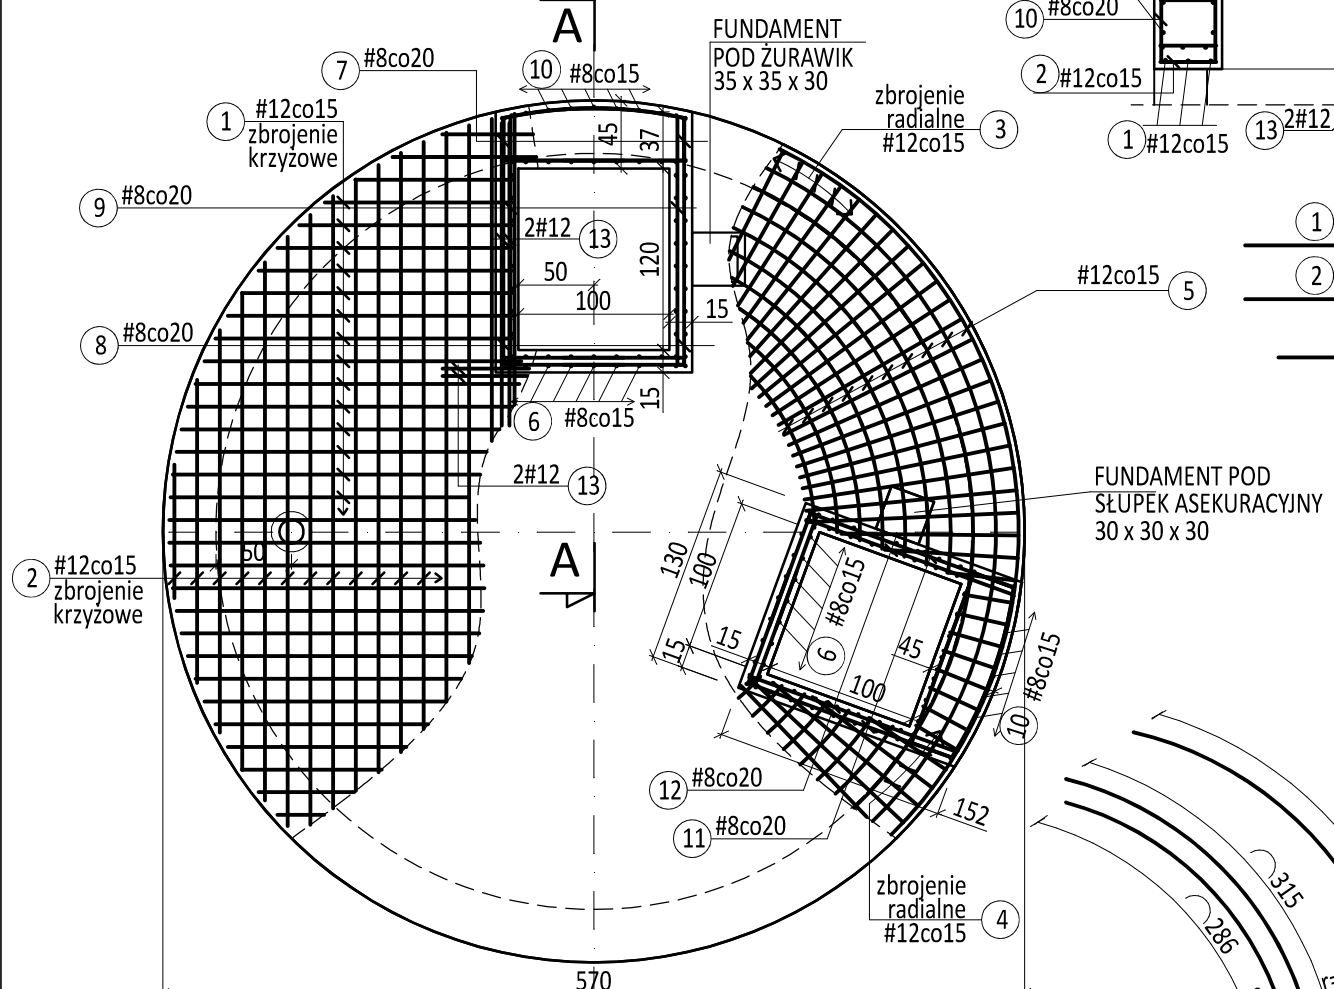 A
FUNDAMENT
POD ŻURAWIK
35 x 35 x 30
10 #8co20
2 #12co15
1 #12co15
13 2#12
7 #8co20
10 #8co15
1 #12co15
zbrojenie
krzyżowe
zbrojenie
radialne
#12co15
3
45
37
9 #8co20
2#12 13
120
50
100
15
1
2
#12co15 5
8 #8co20
15
6 #8co15
2#12 13
FUNDAMENT POD
SŁUPEK ASEKURACYJNY
30 x 30 x 30
50
A
2 #12co15
zbrojenie
krzyżowe
130
100
15
15
6 #8co15
45
100
10 #8co15
12 #8co20
11 #8co20
152
zbrojenie
radialne
#12co15
4
315
286
570